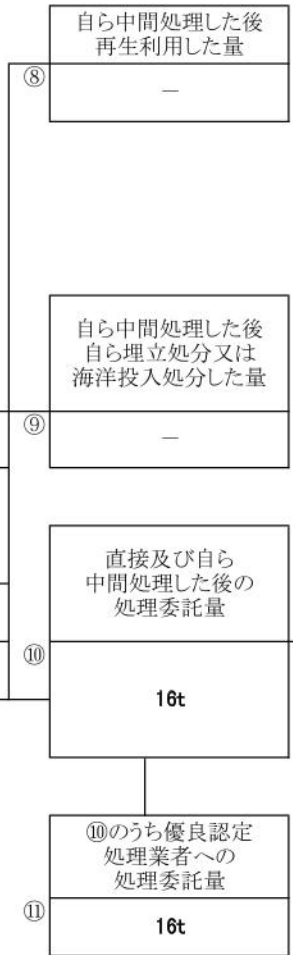 自ら中間処理した後
再生利用した量
⑧
－
自ら中間処理した後
自ら埋立処分又は
海洋投入処分した量
⑨
－
直接及び自ら
中間処理した後の
処理委託量
⑩
16t
⑩のうち優良認定
処理業者への
処理委託量
⑪
16t